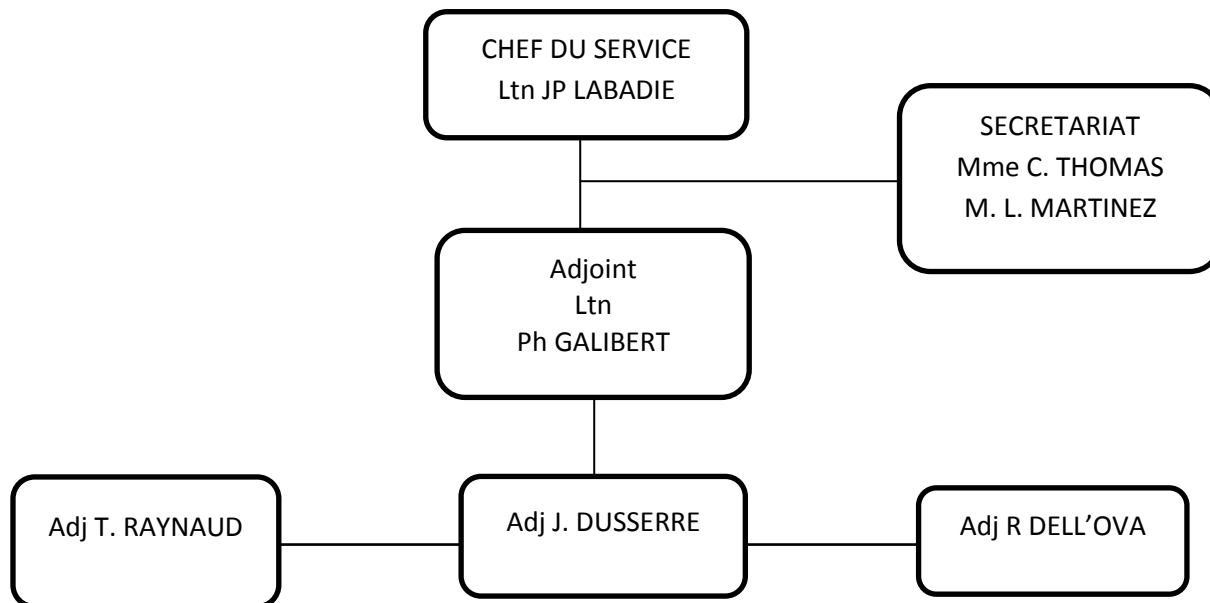 CHEF DU SERVICE
Ltn JP LABADIE
SECRETARIAT
Mme C. THOMAS
M. L. MARTINEZ
Adjoint
Ltn
Ph GALIBERT
Adj T. RAYNAUD
Adj J. DUSSERRE
Adj R DELL’OVA